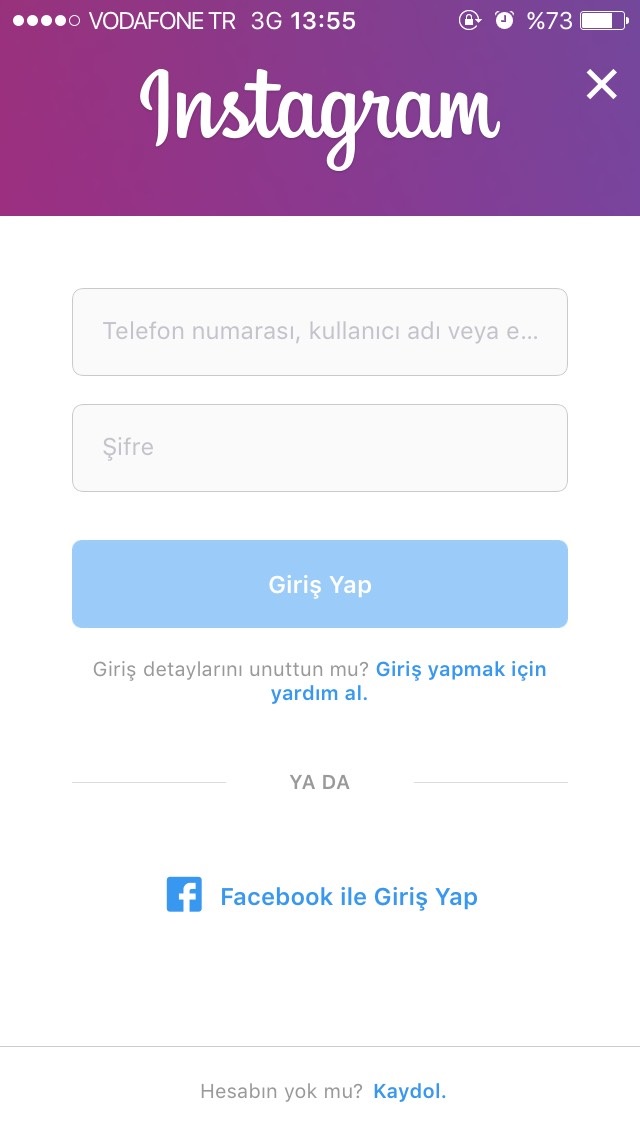 VODAFONE TR 3G 13:55 %73
Instagram
Telefon numarası, kullanıcı adı veya e...
Şifre
Giriş Yap
Giriş detaylarını unuttun mu? Giriş yapmak için
yardım al.
YA DA
Facebook ile Giriş Yap
Hesabın yok mu? Kaydol.